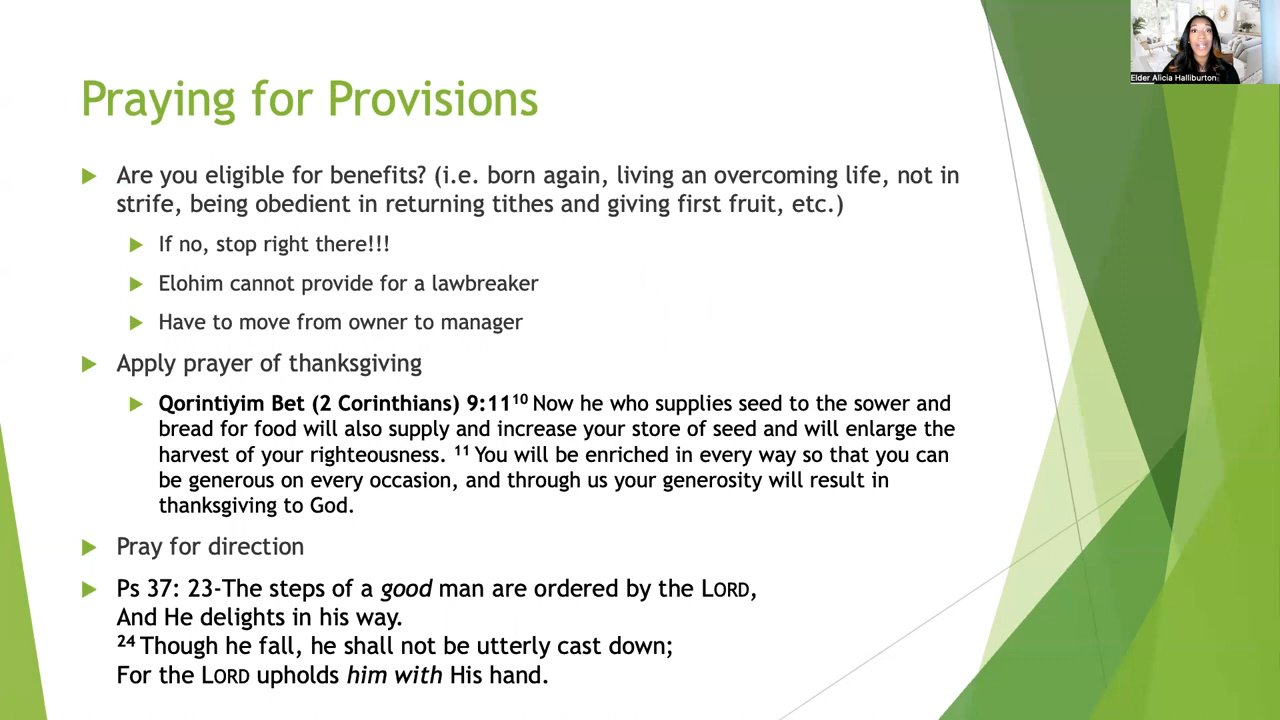 Elder Alicia Halliburton
Praying for Provisions
Are you eligible for benefits? (i.e. born again, living an overcoming life, not in
strife, being obedient in returning tithes and giving first fruit, etc.)
If no, stop right there!!!
Elohim cannot provide for a lawbreaker
Have to move from owner to manager
Apply prayer of thanksgiving
Qorintiyim Bet (2 Corinthians) 9:11¹⁰ Now he who supplies seed to the sower and
bread for food will also supply and increase your store of seed and will enlarge the
harvest of your righteousness. ¹¹ You will be enriched in every way so that you can
be generous on every occasion, and through us your generosity will result in
thanksgiving to God.
Pray for direction
Ps 37: 23-The steps of a good man are ordered by the LORD,
And He delights in his way.
²⁴ Though he fall, he shall not be utterly cast down;
For the LORD upholds him with His hand.